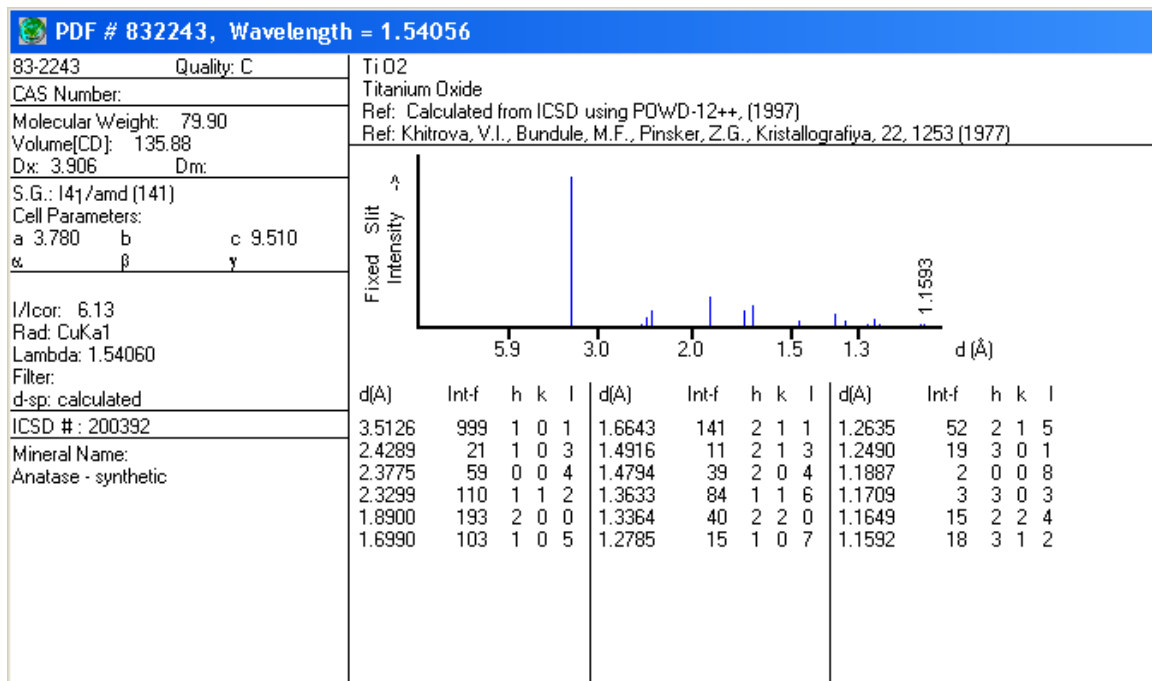 PDF # 832243, Wavelength = 1.54056
83-2243 Quality: C
CAS Number:
Molecular Weight: 79.90
Volume[CD]: 135.88
Dx: 3.906 Dm:
S.G.: I41/amd (141)
Cell Parameters:
a 3.780 b c 9.510
α β γ
I/Icor: 6.13
Rad: CuKa1
Lambda: 1.54060
Filter:
d-sp: calculated
ICSD # : 200392
Mineral Name:
Anatase - synthetic
Ti O2
Titanium Oxide
Ref: Calculated from ICSD using POWD-12++, (1997)
Ref: Khitrova, V.I., Bundule, M.F., Pinsker, Z.G., Kristallografiya, 22, 1253 (1977)
Fixed Slit
Intensity ->
1.1593
5.9 3.0 2.0 1.5 1.3 d (Å)
d(A) Int-f h k l d(A) Int-f h k l d(A) Int-f h k l
3.5126 999 1 0 1 1.6643 141 2 1 1 1.2635 52 2 1 5
2.4289 21 1 0 3 1.4916 11 2 1 3 1.2490 19 3 0 1
2.3775 59 0 0 4 1.4794 39 2 0 4 1.1887 2 0 0 8
2.3299 110 1 1 2 1.3633 84 1 1 6 1.1709 3 3 0 3
1.8900 193 2 0 0 1.3364 40 2 2 0 1.1649 15 2 2 4
1.6990 103 1 0 5 1.2785 15 1 0 7 1.1592 18 3 1 2